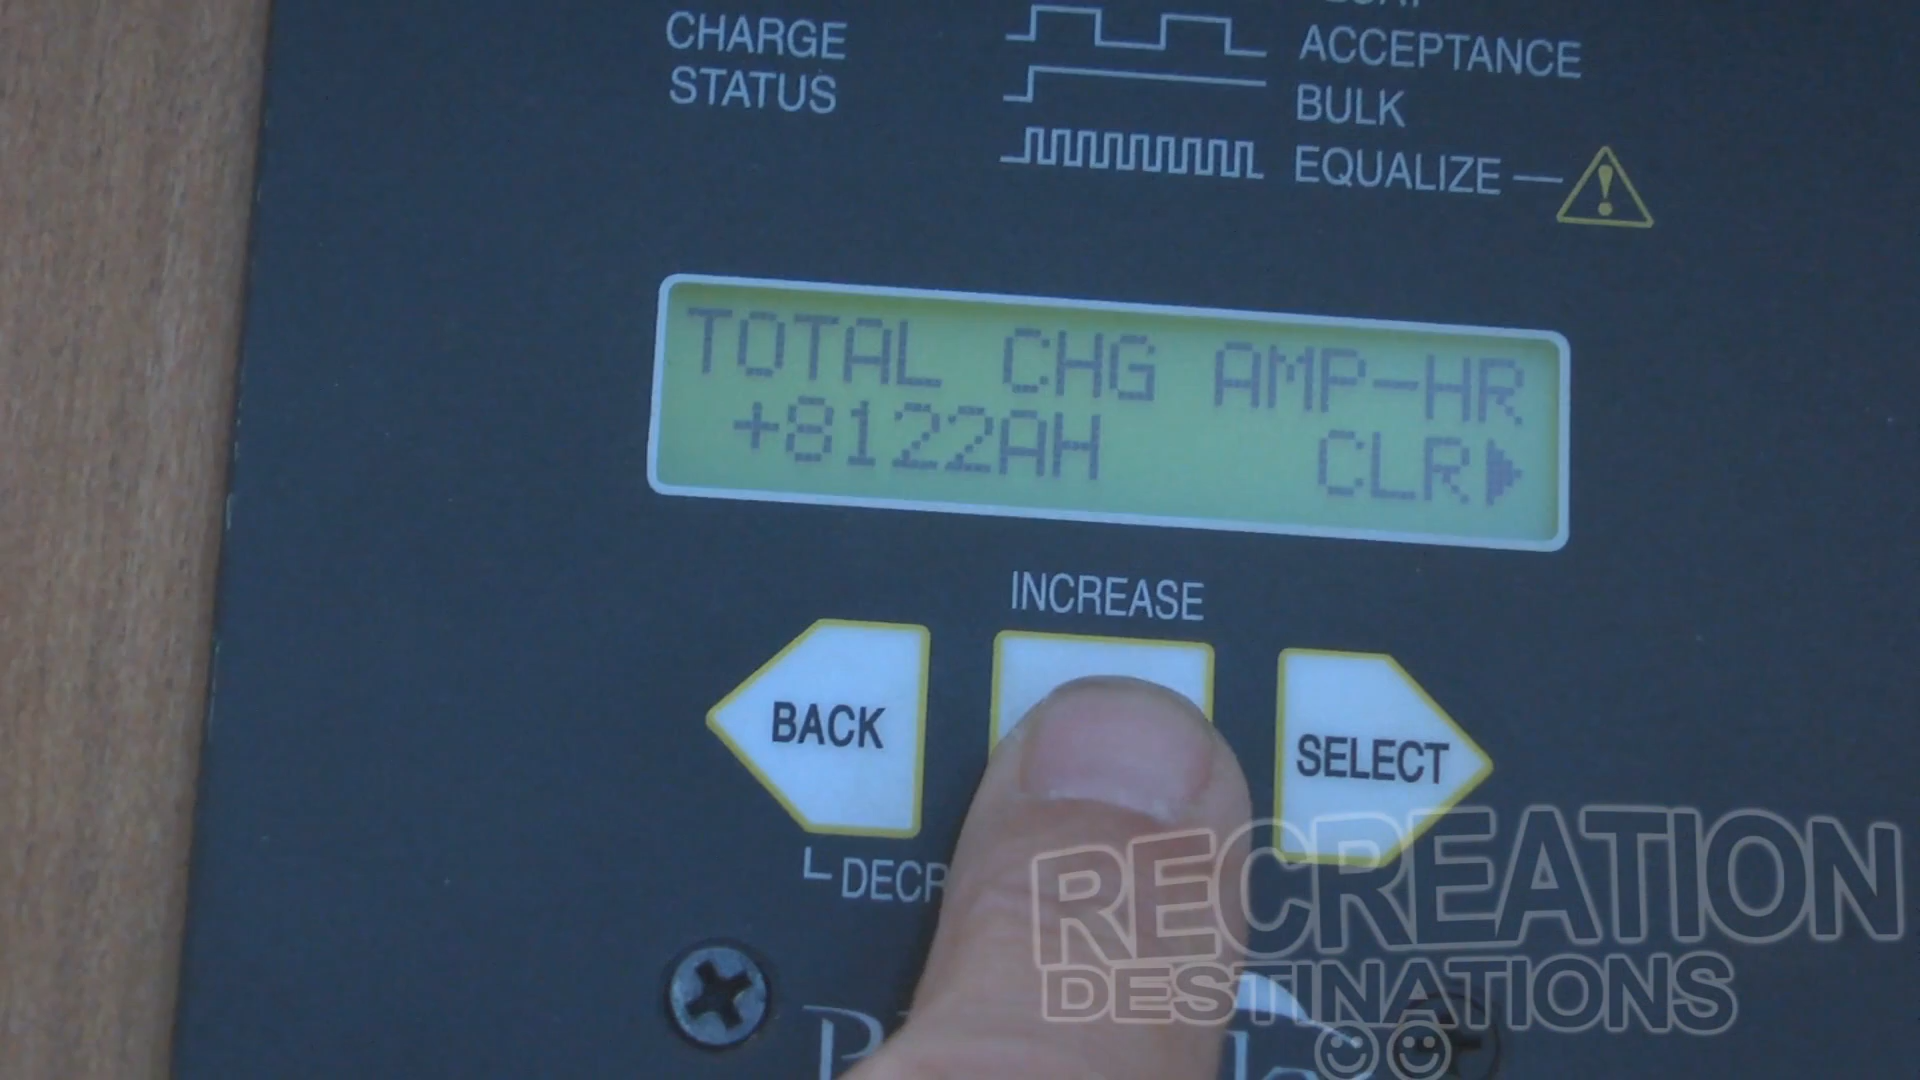 CHARGE
STATUS
ACCEPTANCE
BULK
EQUALIZE
TOTAL CHG AMP-HR
+8122AH CLR▶
INCREASE
BACK
SELECT
RECREATION
DESTINATIONS